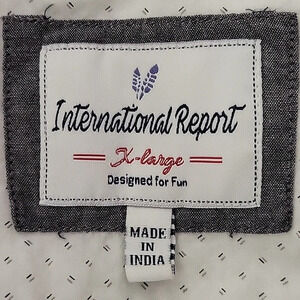 International Report
X-large
Designed for Fun
MADE
IN
INDIA